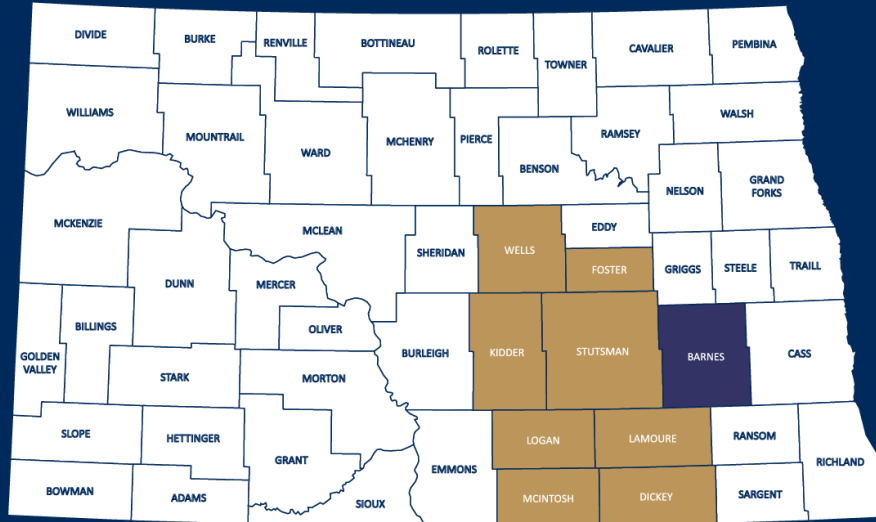 DIVIDE
BURKE
RENVILLE
BOTTINEAU
ROLETTE
TOWNER
CAVALIER
PEMBINA
WILLIAMS
MOUNTRAIL
WARD
MCHENRY
PIERCE
BENSON
RAMSEY
WALSH
NELSON
GRAND
FORKS
MCKENZIE
DUNN
MCLEAN
MERCER
OLIVER
SHERIDAN
WELLS
EDDY
FOSTER
GRIGGS
STEELE
TRAILL
GOLDEN
VALLEY
BILLINGS
STARK
MORTON
BURLEIGH
KIDDER
STUTSMAN
BARNES
CASS
SLOPE
HETTINGER
GRANT
EMMONS
LOGAN
LAMOURE
RANSOM
RICHLAND
BOWMAN
ADAMS
SIOUX
MCINTOSH
DICKEY
SARGENT